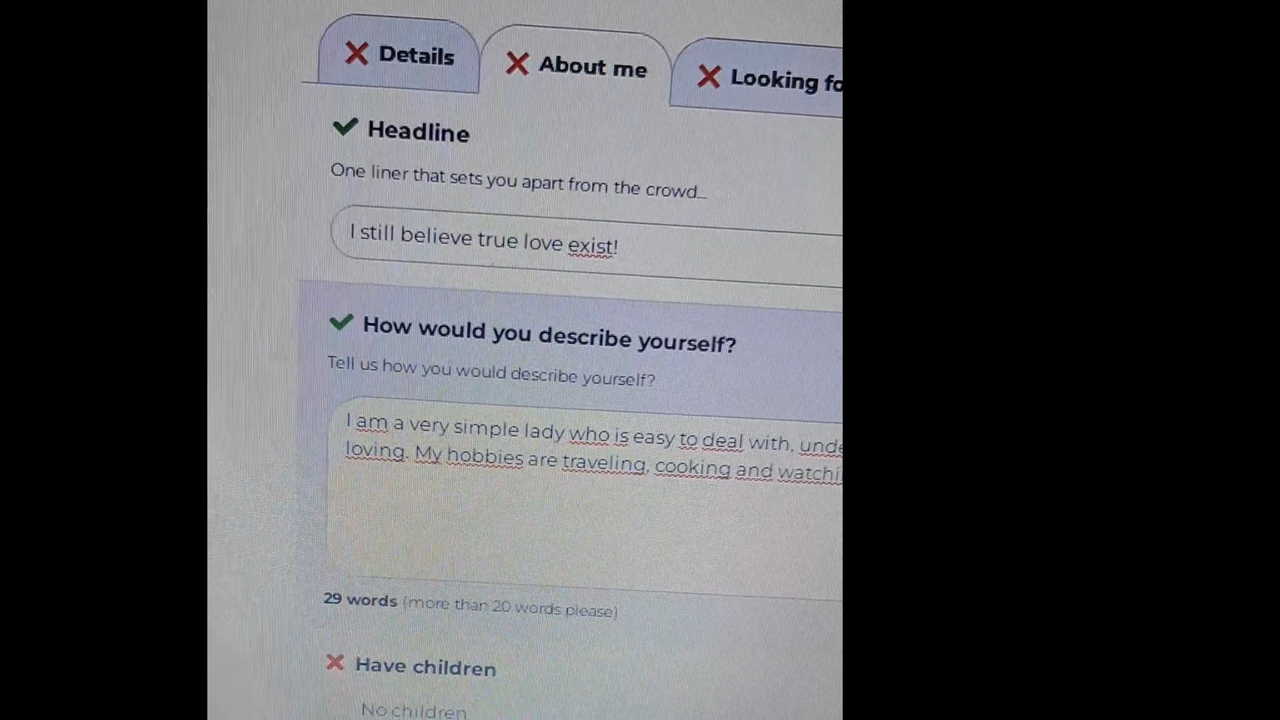 Details
About me
Looking
Headline
One liner that sets you apart from the crowd...
I still believe true love exist!
How would you describe yourself?
Tell us how you would describe yourself?
I am a very simple lady who is easy to deal with,
loving. My hobbies are traveling, cooking and
29 words (more than 20 words please)
Have children
No children